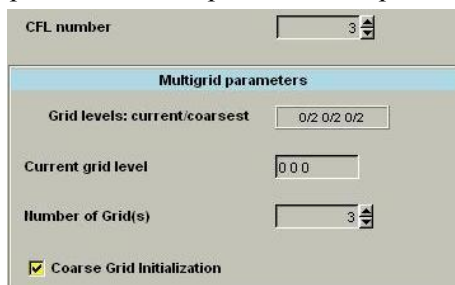 CFL number 3
Multigrid parameters
Grid levels: current/coarsest 0/2 0/2 0/2
Current grid level 0 0 0
Number of Grid(s) 3
Coarse Grid Initialization